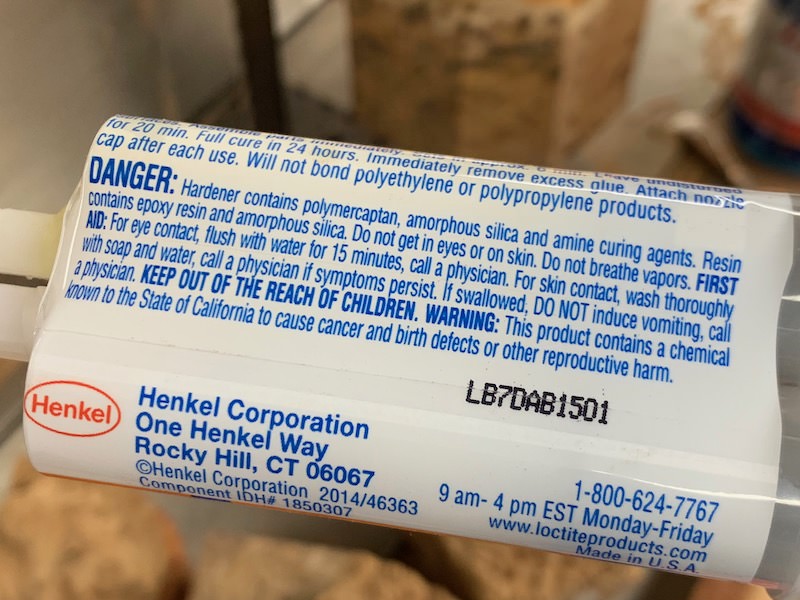 Assemble parts immediately
for 20 min. Full cure in 24 hours. Immediately remove excess glue. Attach nozzle
cap after each use. Will not bond polyethylene or polypropylene products.
DANGER: Hardener contains polymercaptan, amorphous silica and amine curing agents. Resin
contains epoxy resin and amorphous silica. Do not get in eyes or on skin. Do not breathe vapors. FIRST
AID: For eye contact, flush with water for 15 minutes, call a physician. For skin contact, wash thoroughly
with soap and water, call a physician if symptoms persist. If swallowed, DO NOT induce vomiting, call
a physician. KEEP OUT OF THE REACH OF CHILDREN. WARNING: This product contains a chemical
known to the State of California to cause cancer and birth defects or other reproductive harm.
LB7DAB1501
Henkel
Henkel Corporation
One Henkel Way
Rocky Hill, CT 06067
©Henkel Corporation 2014/46363
Component IDH# 1850307
1-800-624-7767
9 am- 4 pm EST Monday-Friday
www.loctiteproducts.com
Made in U.S.A.